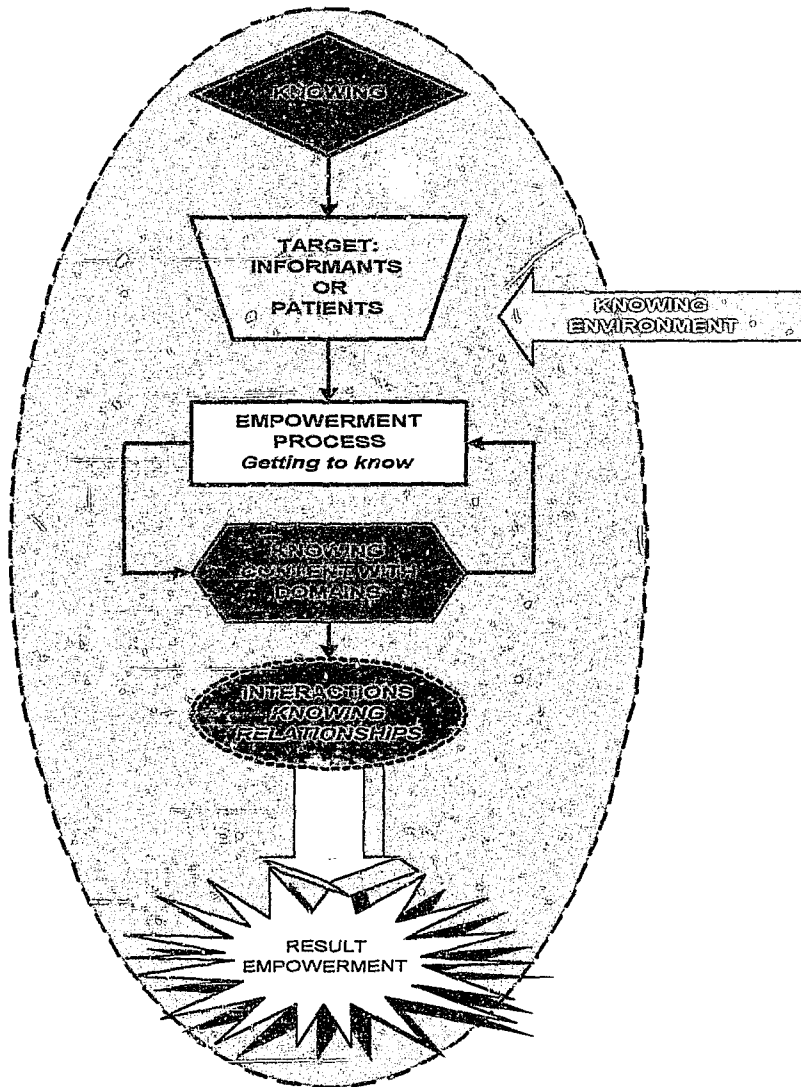 KNOWING
TARGET:
INFORMANTS
OR
PATIENTS
KNOWING
ENVIRONMENT
EMPOWERMENT
PROCESS
Getting to know
KNOWING
CONTENT WITH
DOMAINS
INTERACTIONS
KNOWING
RELATIONSHIPS
RESULT
EMPOWERMENT